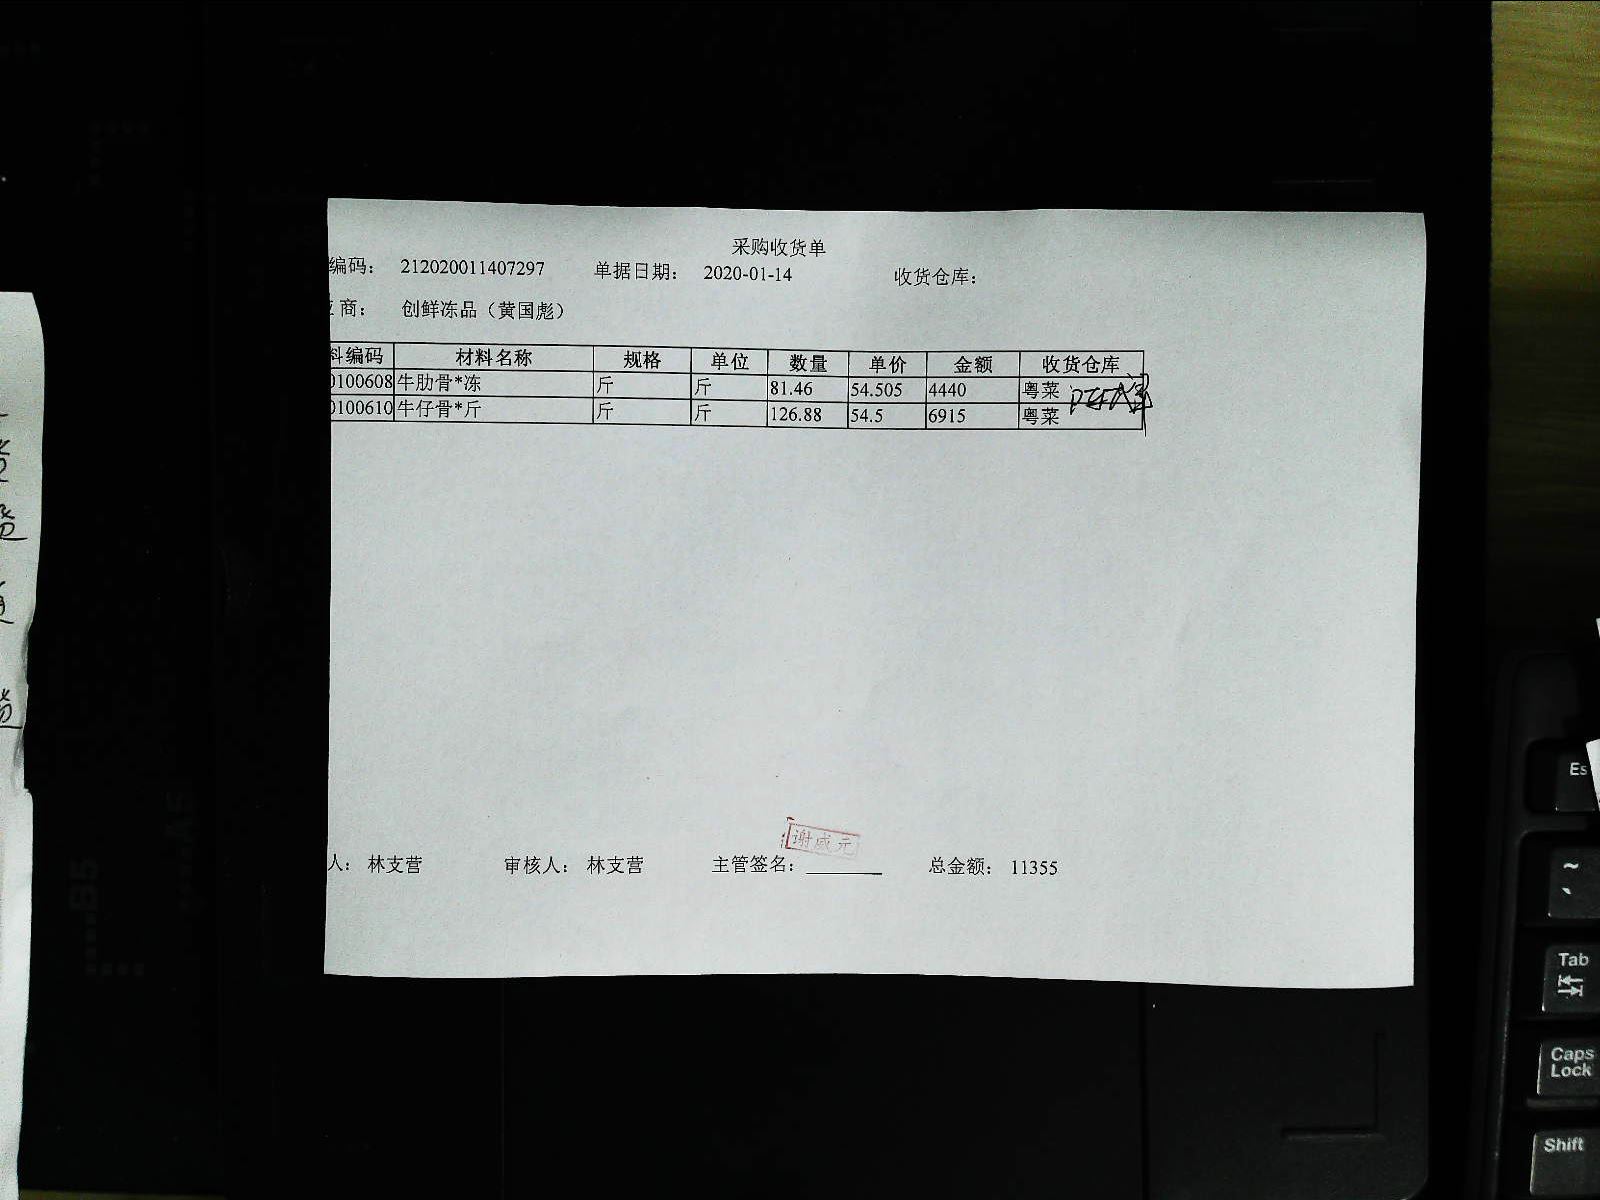 采购收货单
编码： 212020011407297 单据日期： 2020-01-14 收货仓库：
商： 创鲜冻品（黄国彪）
料编码 材料名称 规格 单位 数量 单价 金额 收货仓库
0100608 牛肋骨*冻 斤 斤 81.46 54.505 4440 粤菜
0100610 牛仔骨*斤 斤 斤 126.88 54.5 6915 粤菜
谢威元
人： 林支营 审核人： 林支营 主管签名： 总金额： 11355
Es
~
Tab
Caps Lock
Shift
B5
A5